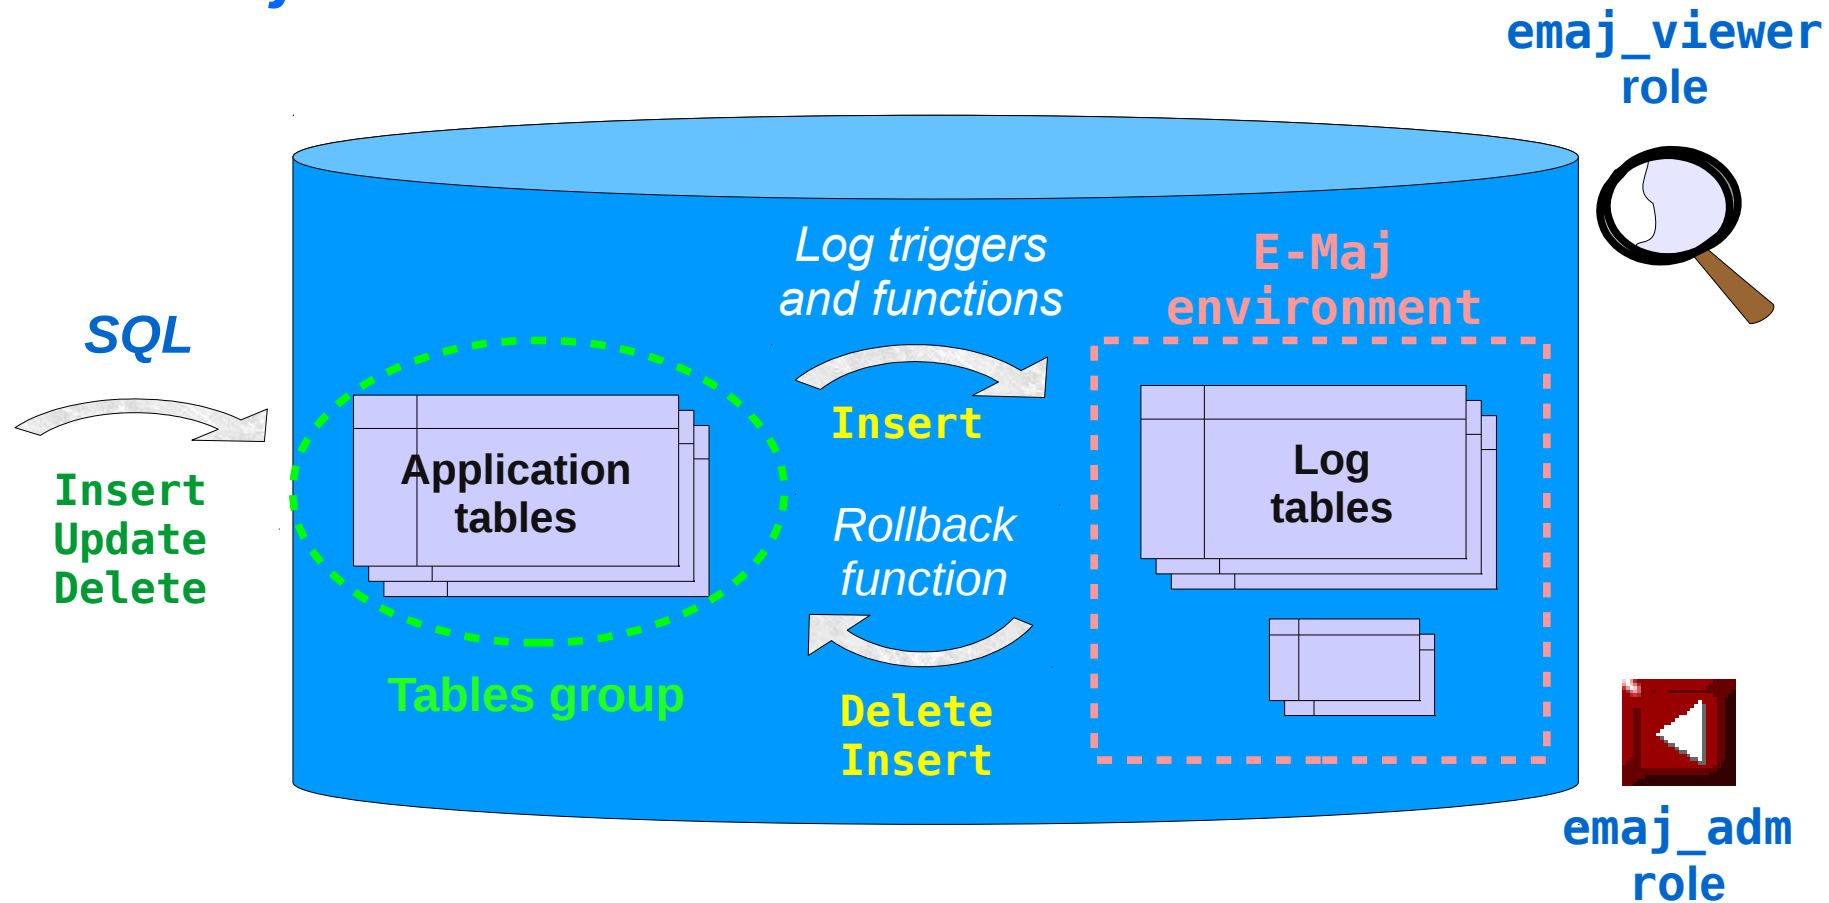 emaj_viewer
role
Log triggers
and functions
E-Maj
environment
SQL
Insert
Application
tables
Log
tables
Insert
Update
Delete
Rollback
function
Tables group
Delete
Insert
emaj_adm
role